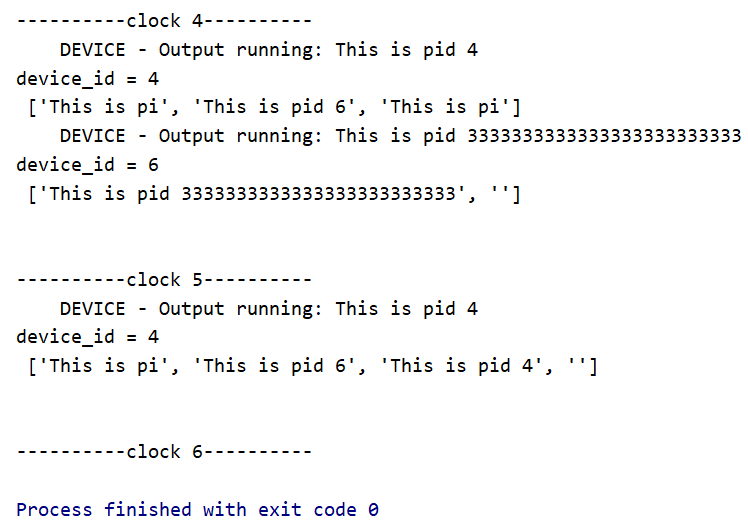 ----------clock 4----------
    DEVICE - Output running: This is pid 4
device_id = 4
 ['This is pi', 'This is pid 6', 'This is pi']
    DEVICE - Output running: This is pid 3333333333333333333333333
device_id = 6
 ['This is pid 3333333333333333333333333', '']
----------clock 5----------
    DEVICE - Output running: This is pid 4
device_id = 4
 ['This is pi', 'This is pid 6', 'This is pid 4', '']
----------clock 6----------
Process finished with exit code 0